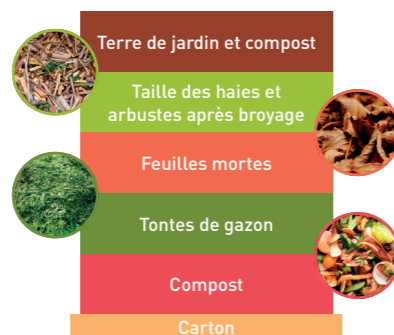 Terre de jardin et compost
Taille des haies et
arbustes après broyage
Feuilles mortes
Tontes de gazon
Compost
Carton